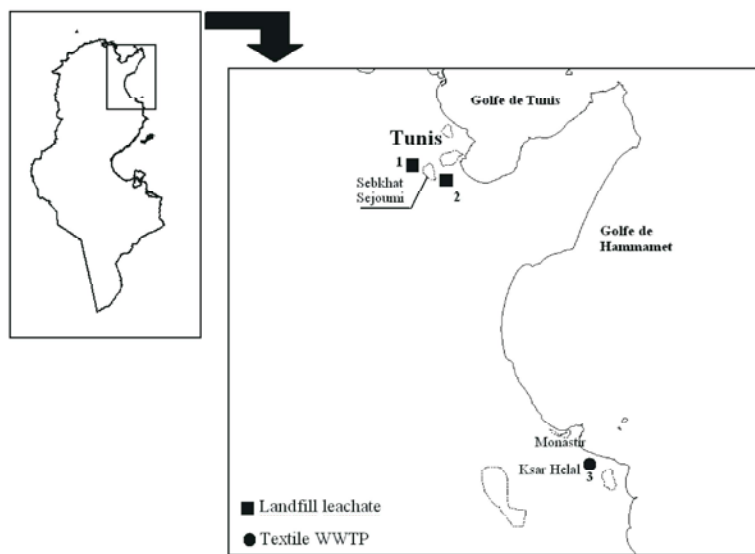 Golfe de Tunis
Tunis
1
Sebkhat
Sejoumi
2
Golfe de
Hammamet
Monastir
Ksar Helal
3
Landfill leachate
Textile WWTP